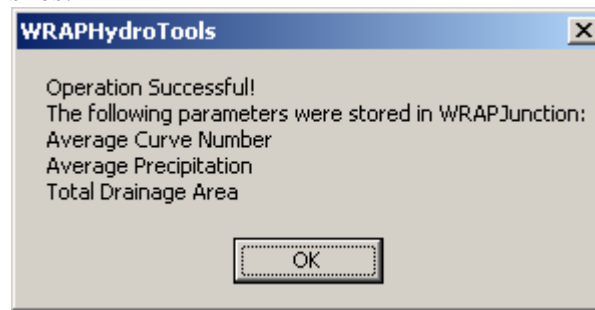 WRAPHydroTools
Operation Successful!
The following parameters were stored in WRAPJunction:
Average Curve Number
Average Precipitation
Total Drainage Area
OK